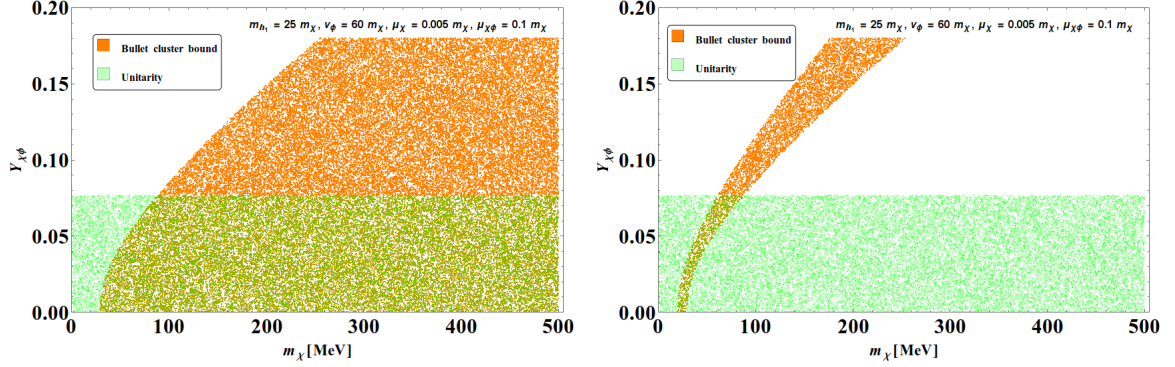 m_{h_1} = 25 m_χ , v_ϕ = 60 m_χ, μ_χ = 0.005 m_χ, μ_{χϕ} = 0.1 m_χ
Bullet cluster bound
Unitarity
0.20
0.15
0.10
0.05
0.00
Y_{χϕ}
0
100
200
300
400
500
m_χ [MeV]
m_{h_1} = 25 m_χ , v_ϕ = 60 m_χ, μ_χ = 0.005 m_χ, μ_{χϕ} = 0.1 m_χ
Bullet cluster bound
Unitarity
0.20
0.15
0.10
0.05
0.00
Y_{χϕ}
0
100
200
300
400
500
m_χ [MeV]